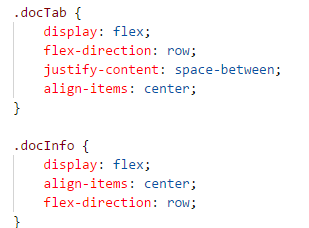 .docTab {
    display: flex;
    flex-direction: row;
    justify-content: space-between;
    align-items: center;
}

.docInfo {
    display: flex;
    align-items: center;
    flex-direction: row;
}